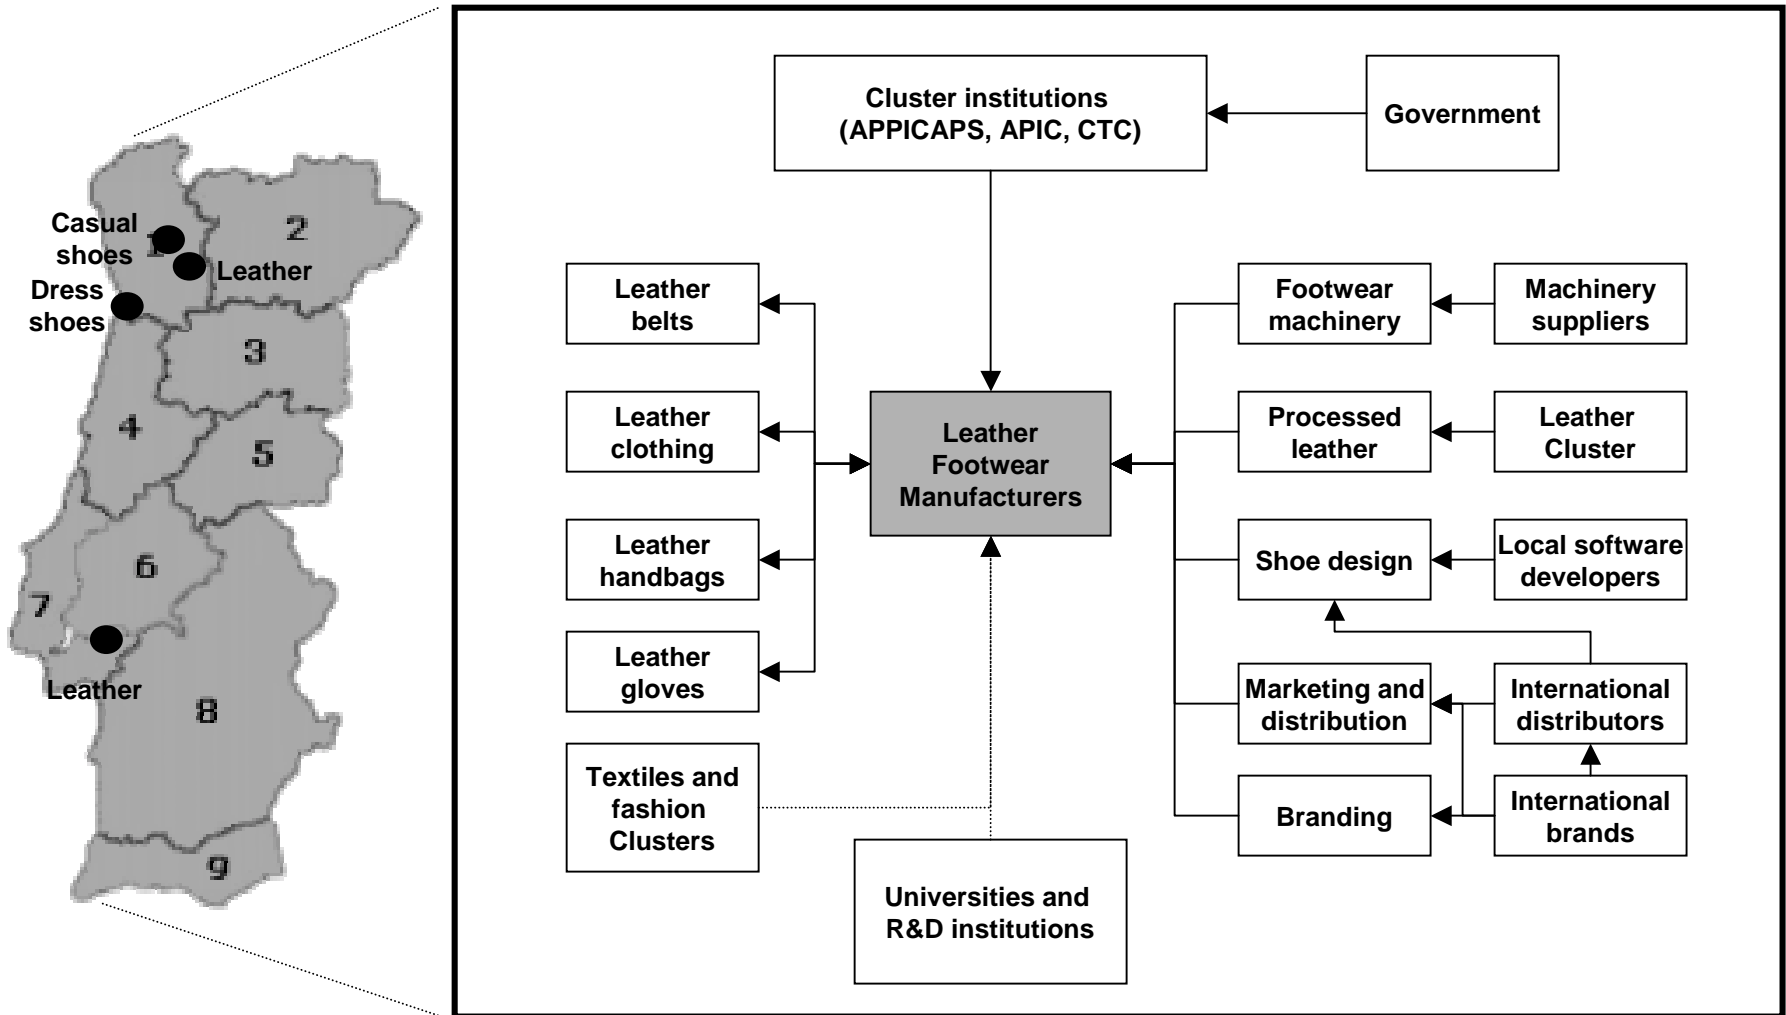 Casual
shoes
1
2
Leather
Dress
shoes
3
4
5
6
7
Leather
8
9
Cluster institutions
(APPICAPS, APIC, CTC)
Government
Leather
belts
Leather
clothing
Leather
handbags
Leather
gloves
Textiles and
fashion
Clusters
Leather
Footwear
Manufacturers
Universities and
R&D institutions
Footwear
machinery
Machinery
suppliers
Processed
leather
Leather
Cluster
Shoe design
Local software
developers
Marketing and
distribution
International
distributors
Branding
International
brands